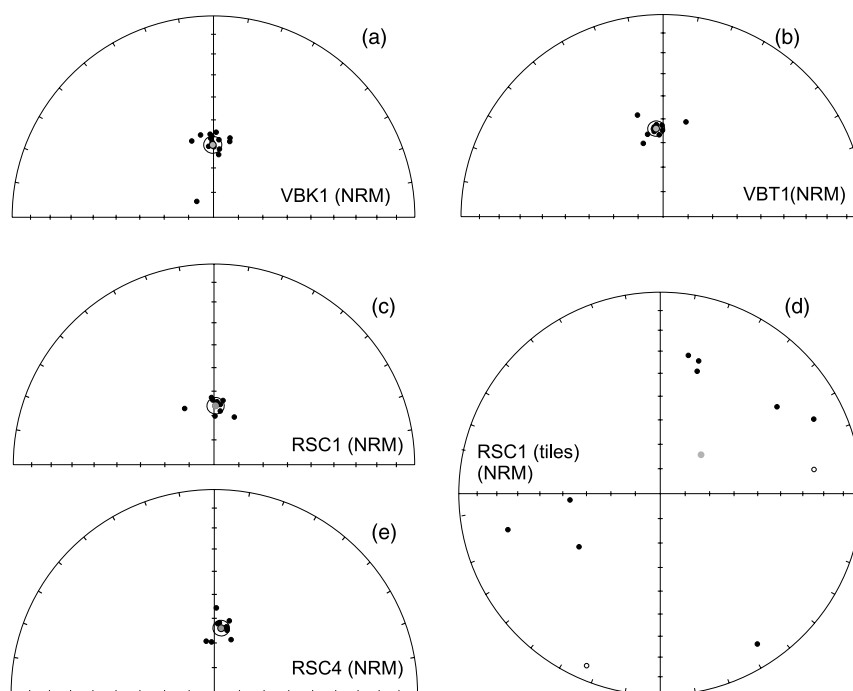 (a)
VBK1 (NRM)
(b)
VBT1(NRM)
(c)
RSC1 (NRM)
(d)
RSC1 (tiles)
(NRM)
(e)
RSC4 (NRM)